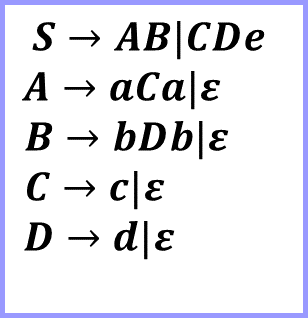 S → AB|CDe
A → aCa|ε
B → bDb|ε
C → c|ε
D → d|ε